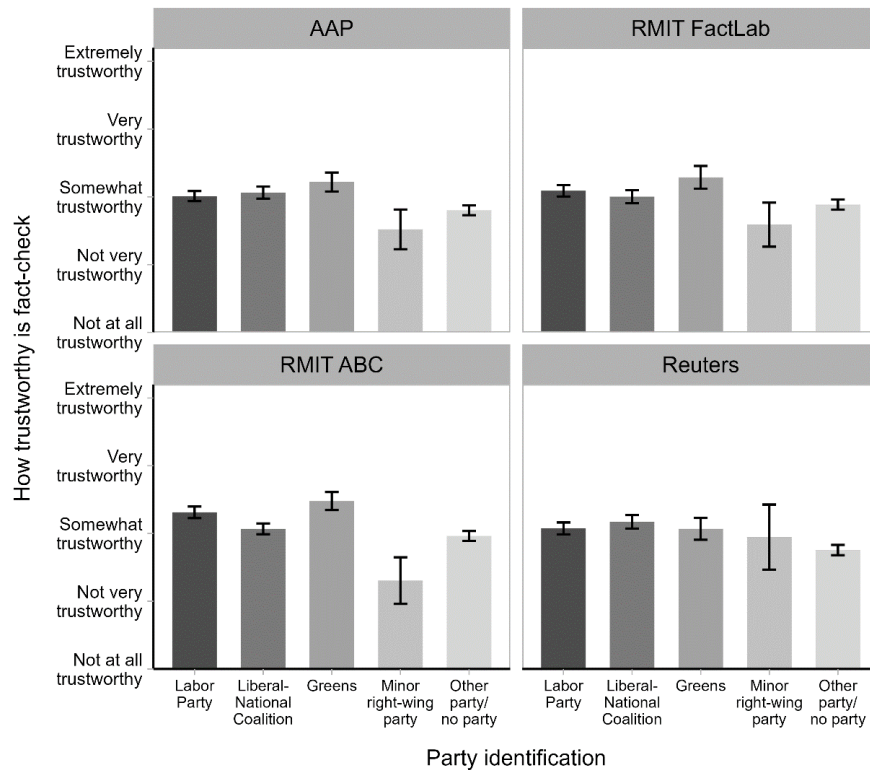 AAP
RMIT FactLab
Extremely
trustworthy
Very
trustworthy
Somewhat
trustworthy
Not very
trustworthy
Not at all
trustworthy
RMIT ABC
Reuters
Extremely
trustworthy
Very
trustworthy
Somewhat
trustworthy
Not very
trustworthy
Not at all
trustworthy
How trustworthy is fact-check
Labor
Party
Liberal-
National
Coalition
Greens
Minor
right-wing
party
Other
party/
no party
Labor
Party
Liberal-
National
Coalition
Greens
Minor
right-wing
party
Other
party/
no party
Party identification